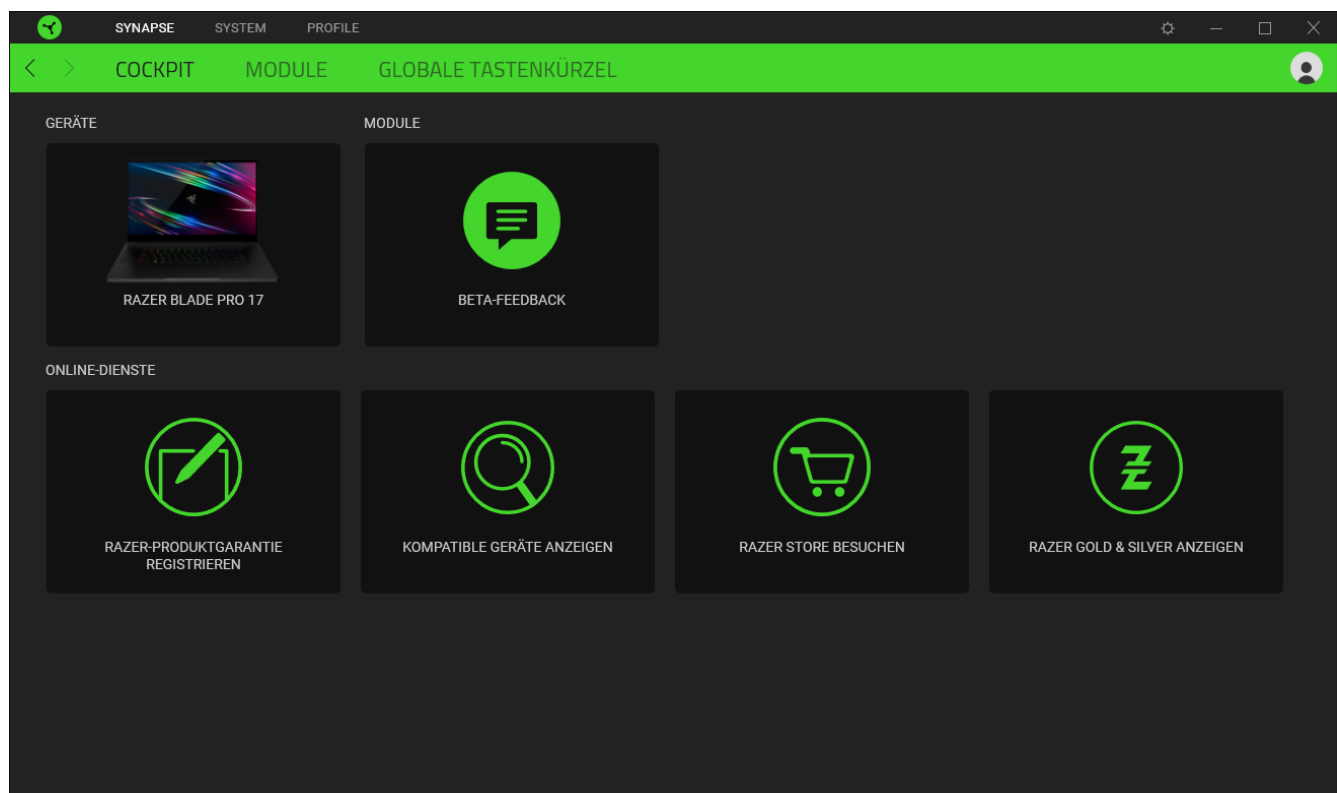 SYNAPSE SYSTEM PROFILE
COCKPIT MODULE GLOBALE TASTENKÜRZEL
GERÄTE MODULE
RAZER BLADE PRO 17 BETA-FEEDBACK
ONLINE-DIENSTE
RAZER-PRODUKTGARANTIE
REGISTRIEREN
KOMPATIBLE GERÄTE ANZEIGEN
RAZER STORE BESUCHEN
RAZER GOLD & SILVER ANZEIGEN